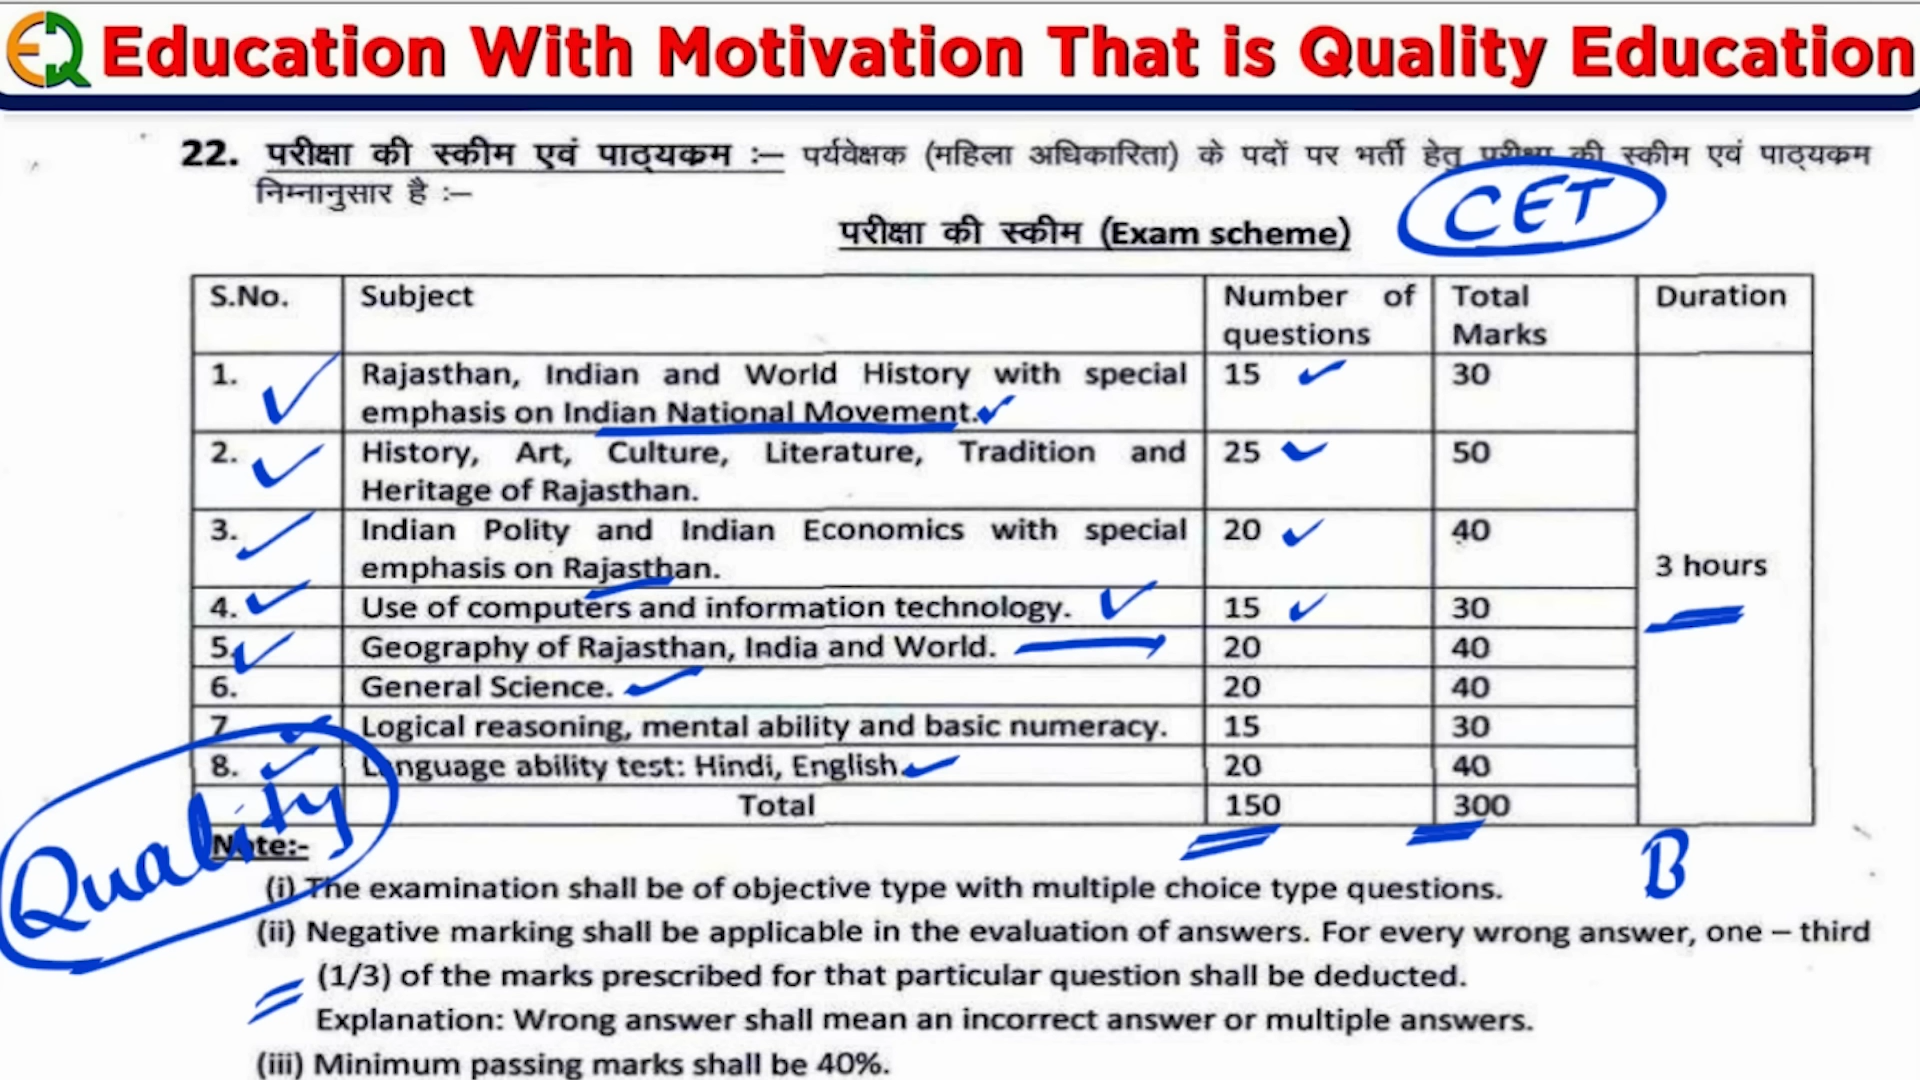 EQ Education With Motivation That is Quality Education
22. परीक्षा की स्कीम एवं पाठ्यकम :— पर्यवेक्षक (महिला अधिकारिता) के पदों पर भर्ती हेतु परीक्षा की स्कीम एवं पाठ्यकम
निम्नानुसार है :—
CET
परीक्षा की स्कीम (Exam scheme)
S.No. Subject Number of questions Total Marks Duration
1. Rajasthan, Indian and World History with special emphasis on Indian National Movement. 15 30
2. History, Art, Culture, Literature, Tradition and Heritage of Rajasthan. 25 50
3. Indian Polity and Indian Economics with special emphasis on Rajasthan. 20 40
3 hours
4. Use of computers and information technology. 15 30
5. Geography of Rajasthan, India and World. 20 40
6. General Science. 20 40
7. Logical reasoning, mental ability and basic numeracy. 15 30
8. Language ability test: Hindi, English. 20 40
Total 150 300
Quality
B
Note:-
(i) The examination shall be of objective type with multiple choice type questions.
(ii) Negative marking shall be applicable in the evaluation of answers. For every wrong answer, one – third
(1/3) of the marks prescribed for that particular question shall be deducted.
Explanation: Wrong answer shall mean an incorrect answer or multiple answers.
(iii) Minimum passing marks shall be 40%.